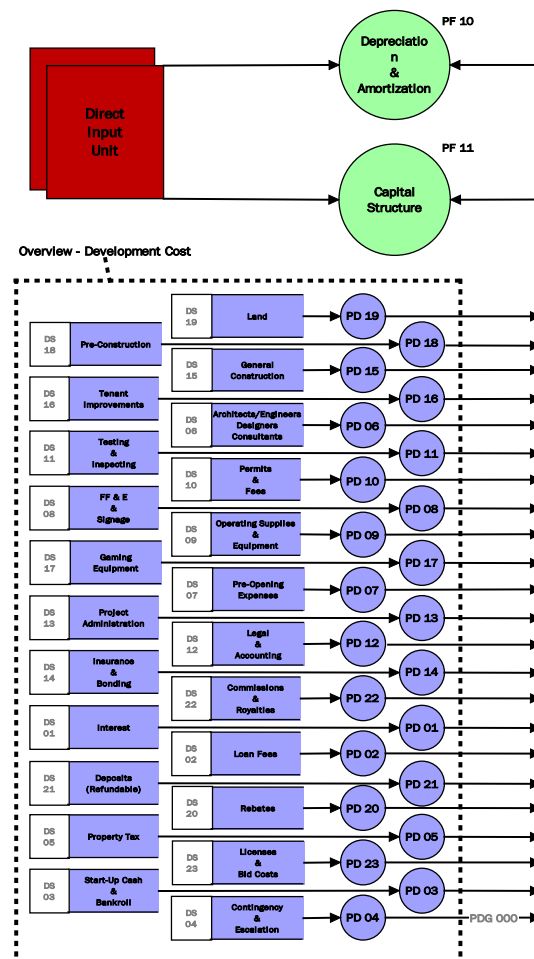 PF 10
Depreciatio
n
&
Amortization
Direct
Input
Unit
PF 11
Capital
Structure
Overview - Development Cost
DS
19
Land
PD 19
DS
18
Pre-Construction
PD 18
DS
15
General
Construction
PD 15
DS
16
Tenant
Improvements
PD 16
DS
06
Architects/Engineers
Designers
Consultants
PD 06
DS
11
Testing
&
Inspecting
PD 11
DS
10
Permits
&
Fees
PD 10
DS
08
FF & E
&
Signage
PD 08
DS
09
Operating Supplies
&
Equipment
PD 09
DS
17
Gaming
Equipment
PD 17
DS
07
Pre-Opening
Expenses
PD 07
DS
13
Project
Administration
PD 13
DS
12
Legal
&
Accounting
PD 12
DS
14
Insurance
&
Bonding
PD 14
DS
22
Commissions
&
Royalties
PD 22
DS
01
Interest
PD 01
DS
02
Loan Fees
PD 02
DS
21
Deposits
(Refundable)
PD 21
DS
20
Rebates
PD 20
DS
05
Property Tax
PD 05
DS
23
Licenses
&
Bid Costs
PD 23
DS
03
Start-Up Cash
&
Bankroll
PD 03
DS
04
Contingency
&
Escalation
PD 04
PDG 000